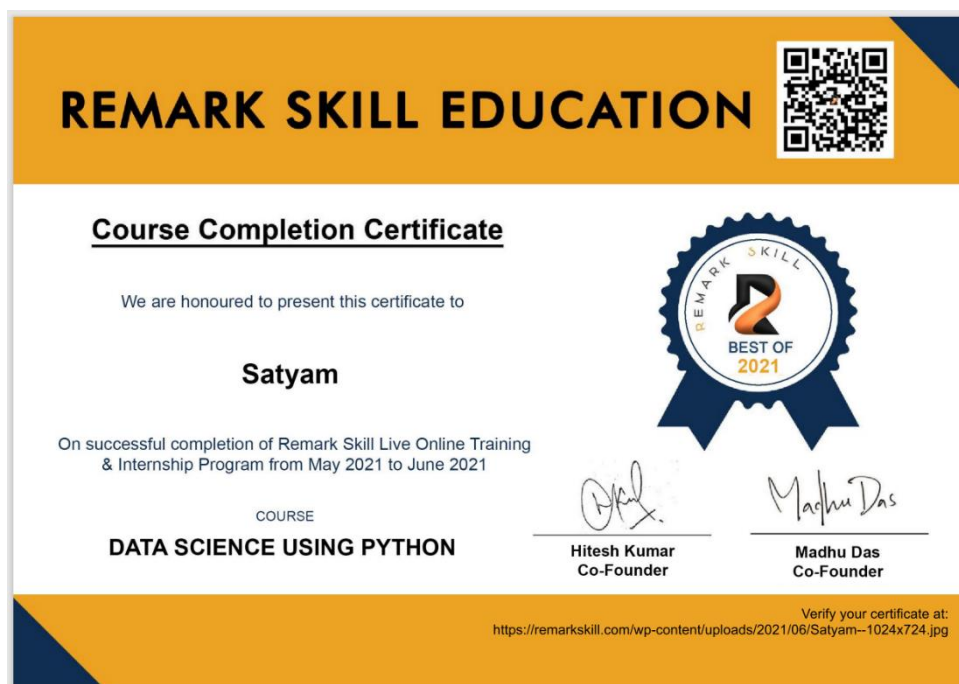 REMARK SKILL EDUCATION
Course Completion Certificate
We are honoured to present this certificate to
Satyam
On successful completion of Remark Skill Live Online Training
& Internship Program from May 2021 to June 2021
COURSE
DATA SCIENCE USING PYTHON
REMARK SKILL
BEST OF
2021
Madhu Das
Hitesh Kumar
Co-Founder
Madhu Das
Co-Founder
Verify your certificate at:
https://remarkskill.com/wp-content/uploads/2021/06/Satyam--1024x724.jpg